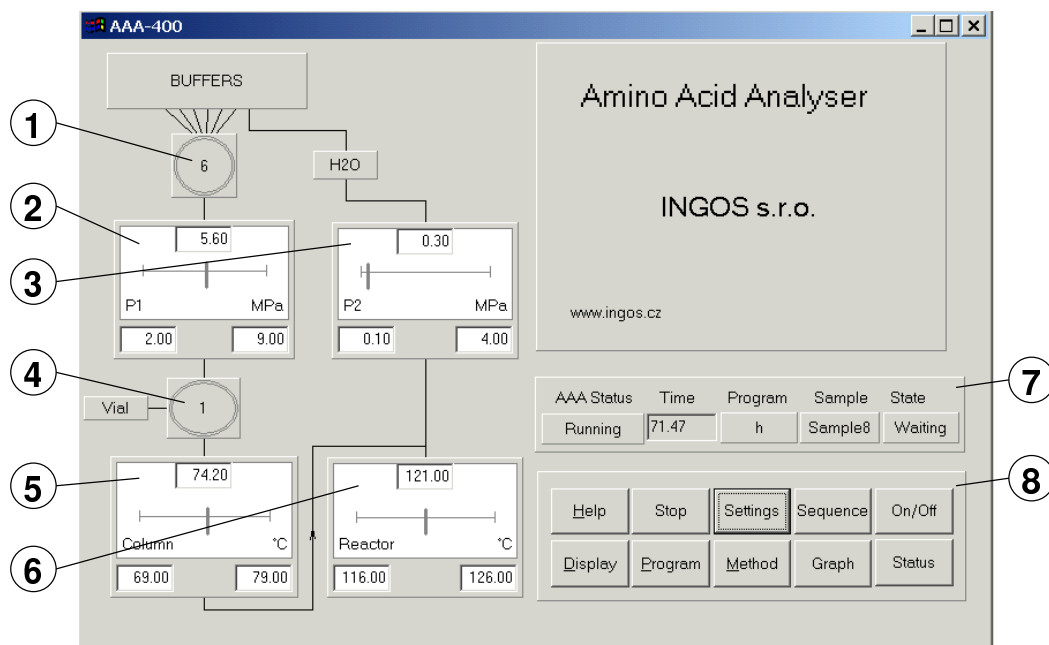 AAA-400
BUFFERS
1
6
H2O
Amino Acid Analyser
INGOS s.r.o.
www.ingos.cz
2
5.60
P1 MPa
2.00 9.00
3
0.30
P2 MPa
0.10 4.00
4
Vial
1
7
AAA Status Time Program Sample State
Running 71.47 h Sample8 Waiting
5
74.20
Column °C
69.00 79.00
6
121.00
Reactor °C
116.00 126.00
8
Help Stop Settings Sequence On/Off
Display Program Method Graph Status